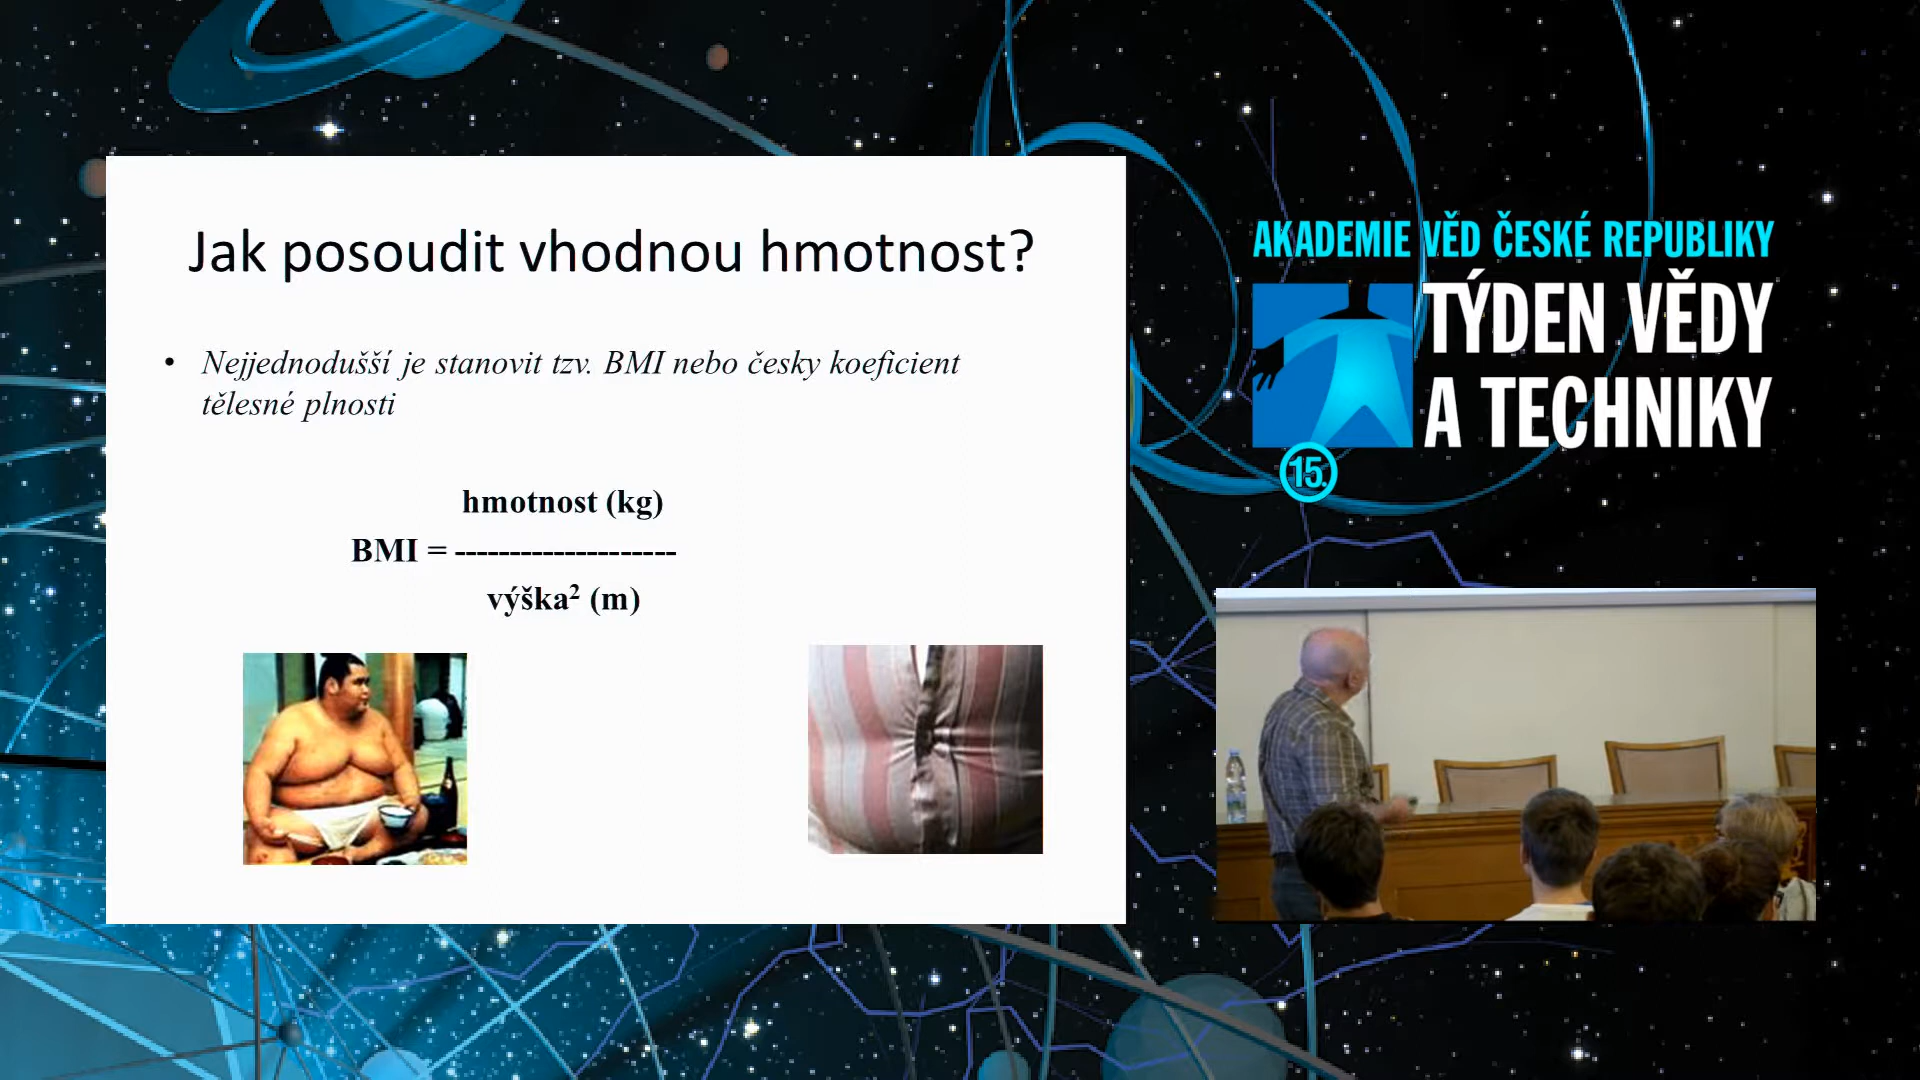 Jak posoudit vhodnou hmotnost?
• Nejjednodušší je stanovit tzv. BMI nebo česky koeficient
tělesné plnosti
hmotnost (kg)
BMI = --------------------
výška² (m)
AKADEMIE VĚD ČESKÉ REPUBLIKY
TÝDEN VĚDY
A TECHNIKY
15.